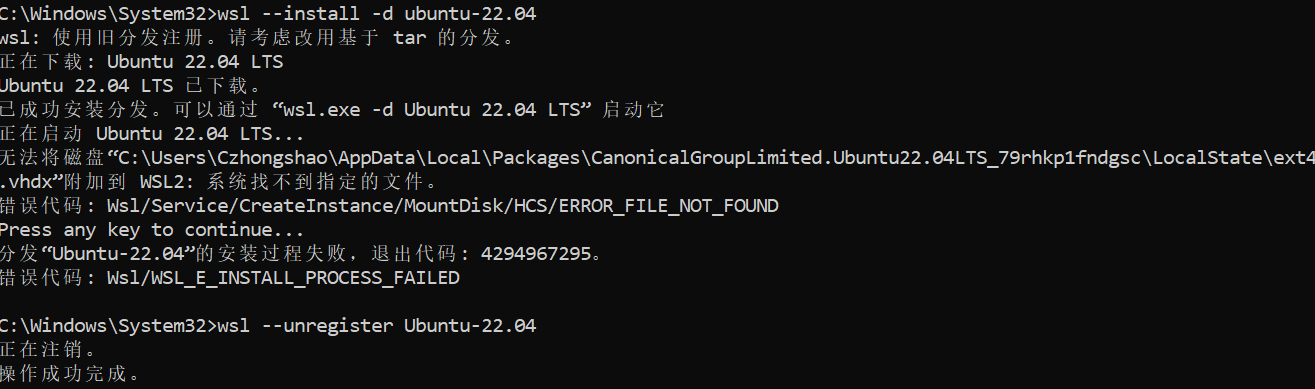 C:\Windows\System32>wsl --install -d ubuntu-22.04
wsl: 使用旧分发注册。请考虑改用基于 tar 的分发。
正在下载: Ubuntu 22.04 LTS
Ubuntu 22.04 LTS 已下载。
已成功安装分发。可以通过 “wsl.exe -d Ubuntu 22.04 LTS” 启动它
正在启动 Ubuntu 22.04 LTS...
无法将磁盘“C:\Users\Czhongshao\AppData\Local\Packages\CanonicalGroupLimited.Ubuntu22.04LTS_79rhkp1fndgsc\LocalState\ext4
.vhdx”附加到 WSL2: 系统找不到指定的文件。
错误代码: Wsl/Service/CreateInstance/MountDisk/HCS/ERROR_FILE_NOT_FOUND
Press any key to continue...
分发“Ubuntu-22.04”的安装过程失败，退出代码: 4294967295。
错误代码: Wsl/WSL_E_INSTALL_PROCESS_FAILED
C:\Windows\System32>wsl --unregister Ubuntu-22.04
正在注销。
操作成功完成。